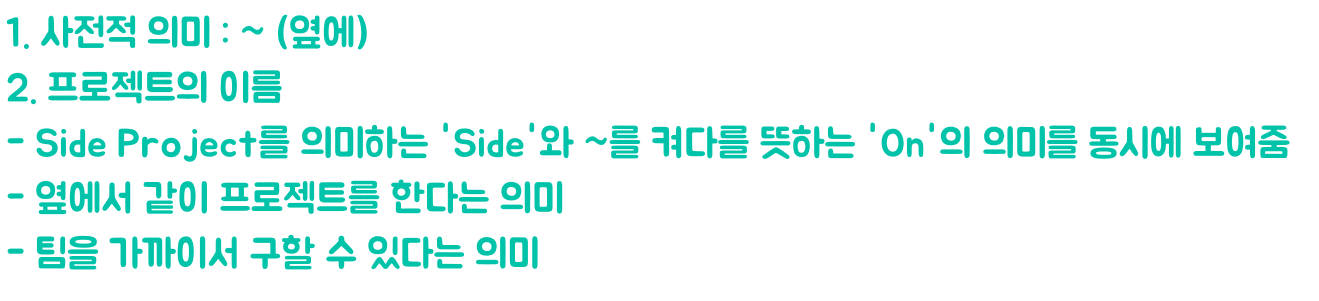 1. 사전적 의미 : ~ (옆에)
2. 프로젝트의 이름
- Side Project를 의미하는 'Side'와 ~를 켜다를 뜻하는 'On'의 의미를 동시에 보여줌
- 옆에서 같이 프로젝트를 한다는 의미
- 팀을 가까이서 구할 수 있다는 의미